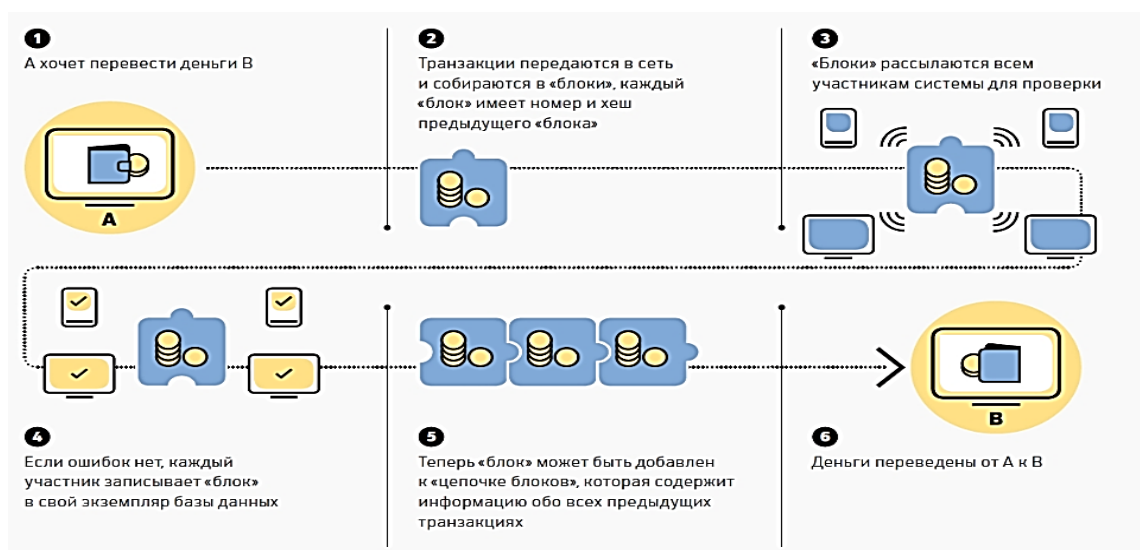 1
А хочет перевести деньги В
А
2
Транзакции передаются в сеть
и собираются в «блоки», каждый
«блок» имеет номер и хеш
предыдущего «блока»
3
«Блоки» рассылаются всем
участникам системы для проверки
4
Если ошибок нет, каждый
участник записывает «блок»
в свой экземпляр базы данных
5
Теперь «блок» может быть добавлен
к «цепочке блоков», которая содержит
информацию обо всех предыдущих
транзакциях
В
6
Деньги переведены от А к В